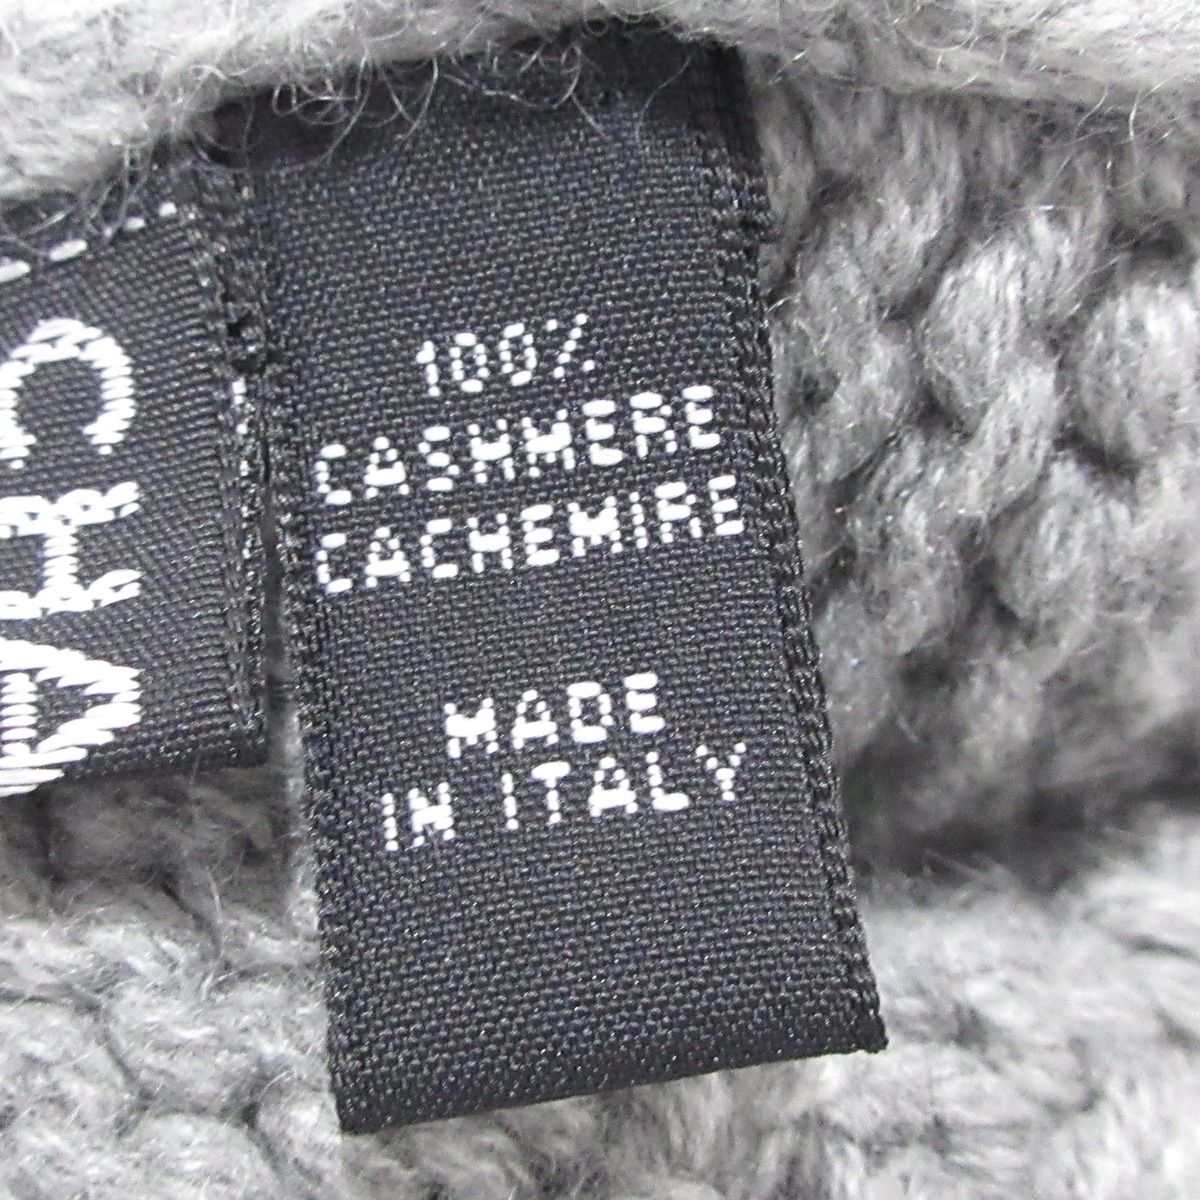 100%
CASHMERE
CACHEMIRE
MADE
IN ITALY